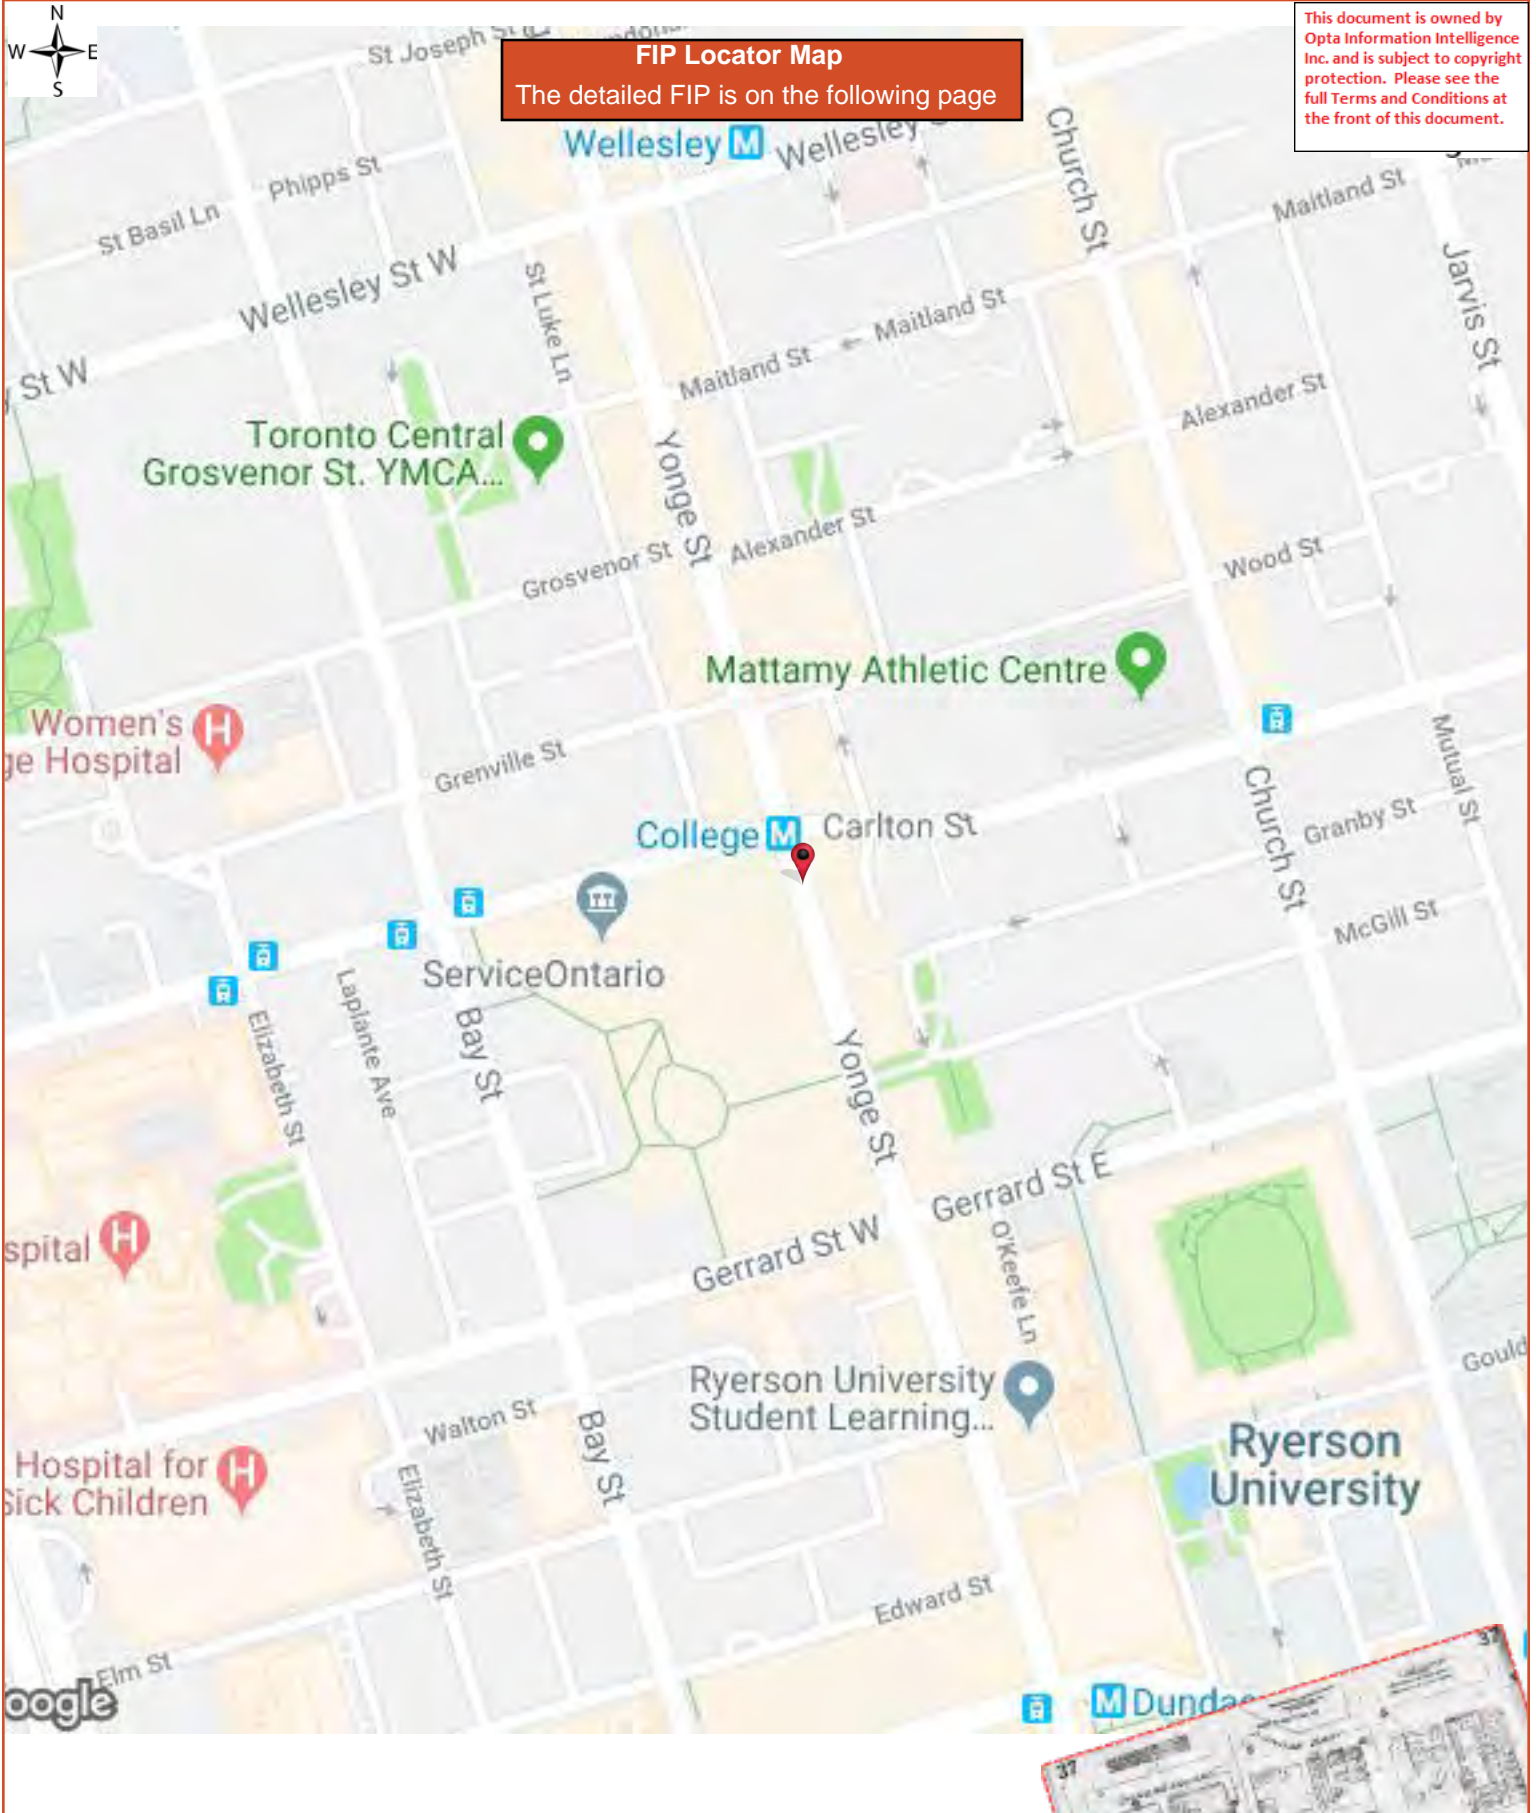 N
W E
S
FIP Locator Map
The detailed FIP is on the following page
This document is owned by
Opta Information Intelligence
Inc. and is subject to copyright
protection. Please see the
full Terms and Conditions at
the front of this document.
St Joseph St
Wellesley M
Wellesley
Church St
Phipps St
St Basil Ln
Maitland St
Wellesley St W
St Luke Ln
Jarvis St
Maitland St
St W
Maitland St
Alexander St
Toronto Central
Grosvenor St. YMCA...
Yonge St
Alexander St
Grosvenor St
Wood St
Mattamy Athletic Centre
Women's
ge Hospital
H
Mutual St
Grenville St
Church St
College M
Carlton St
Granby St
McGill St
ServiceOntario
Laplante Ave
Elizabeth St
Bay St
Yonge St
Gerrard St E
spital H
Gerrard St W
O'Keefe Ln
Gould
Ryerson University
Student Learning...
Walton St
Bay St
Ryerson
University
Hospital for
Sick Children
H
Elizabeth St
Edward St
Elm St
oogle
M Dundas
37
37